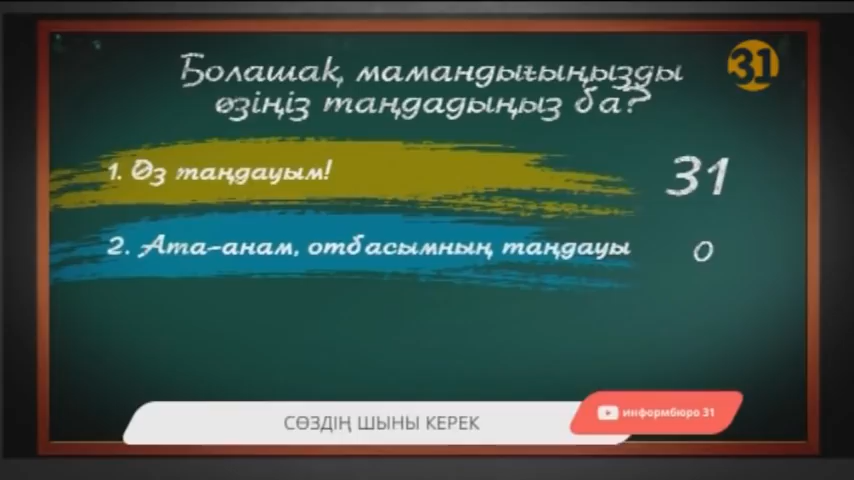 Болашақ мамандығыңызды
өзіңіз таңдадыңыз ба?
31
1. Өз таңдауым!
31
2. Ата-анам, отбасымның таңдауы
0
СӨЗДІҢ ШЫНЫ КЕРЕК
информбюро 31